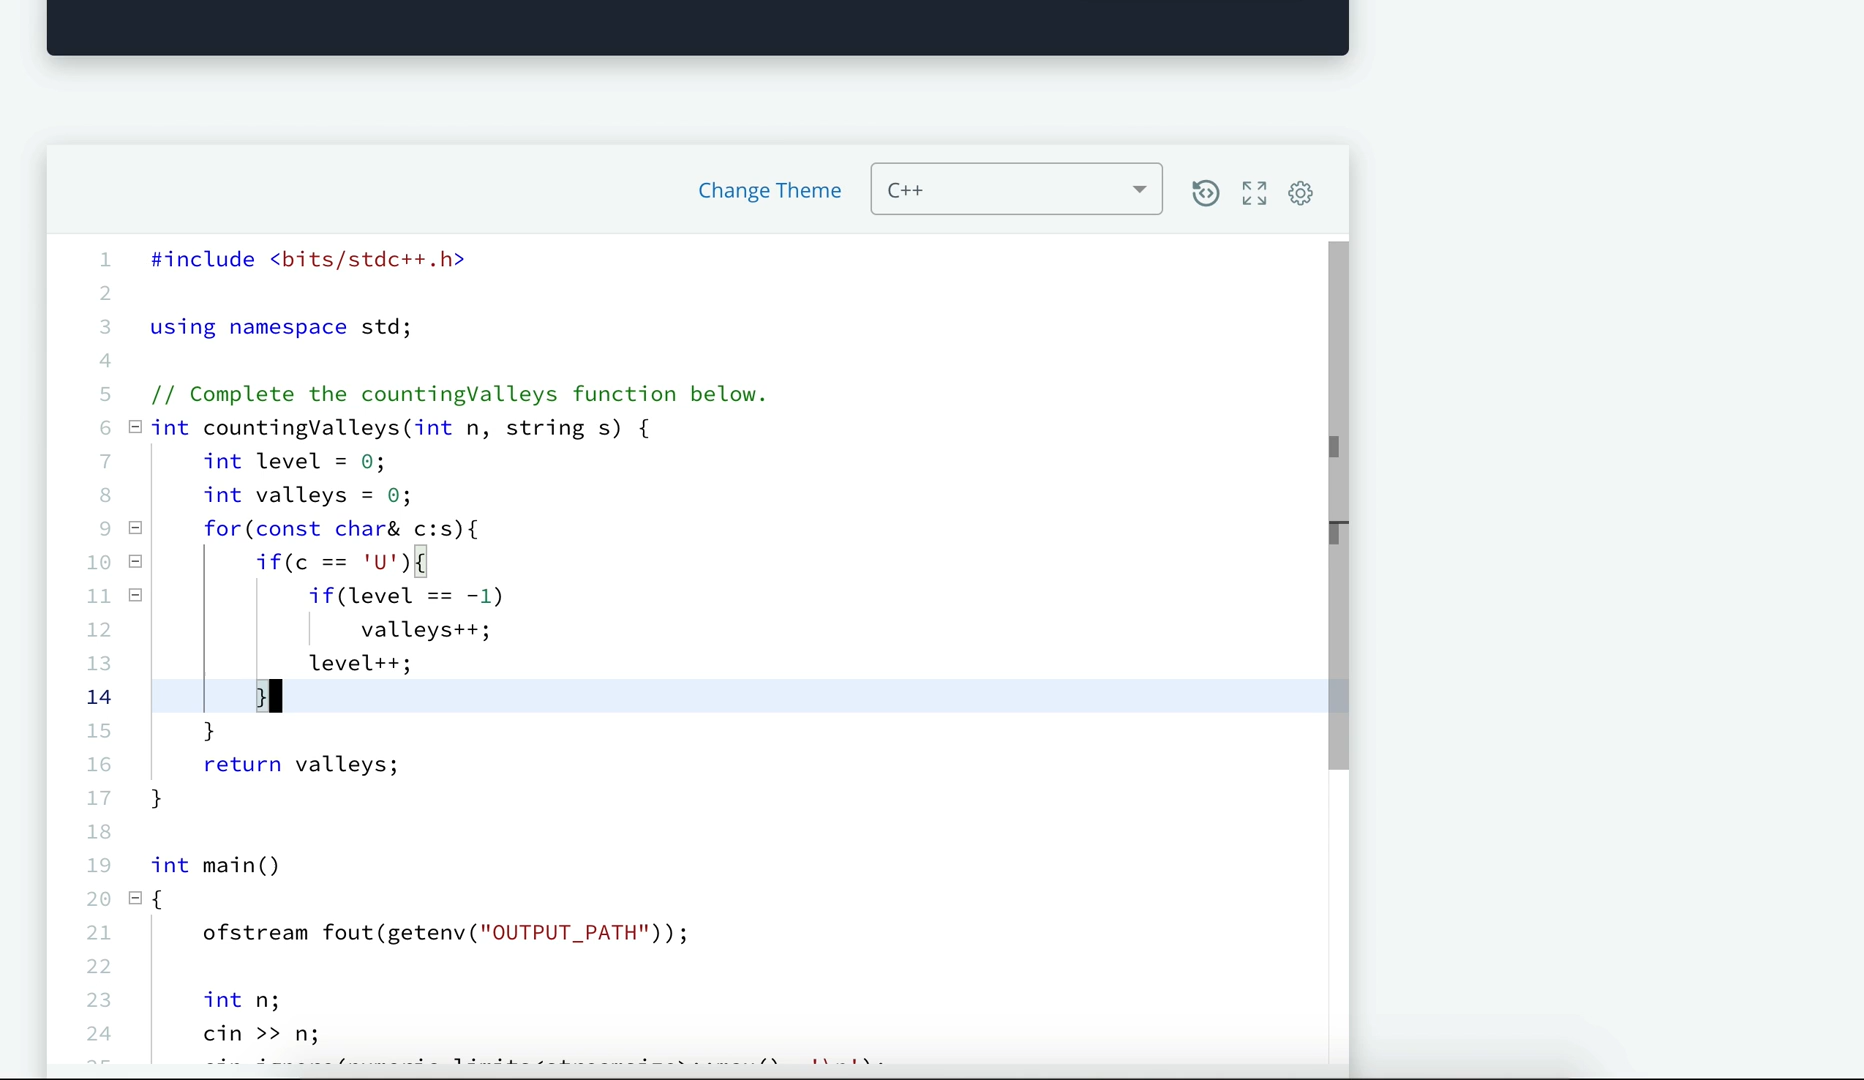 Change Theme C++
1 #include <bits/stdc++.h>
2
3 using namespace std;
4
5 // Complete the countingValleys function below.
6 int countingValleys(int n, string s) {
7 int level = 0;
8 int valleys = 0;
9 for(const char& c:s){
10 if(c == 'U'){
11 if(level == -1)
12 valleys++;
13 level++;
14 }
15 }
16 return valleys;
17 }
18
19 int main()
20 {
21 ofstream fout(getenv("OUTPUT_PATH"));
22
23 int n;
24 cin >> n;